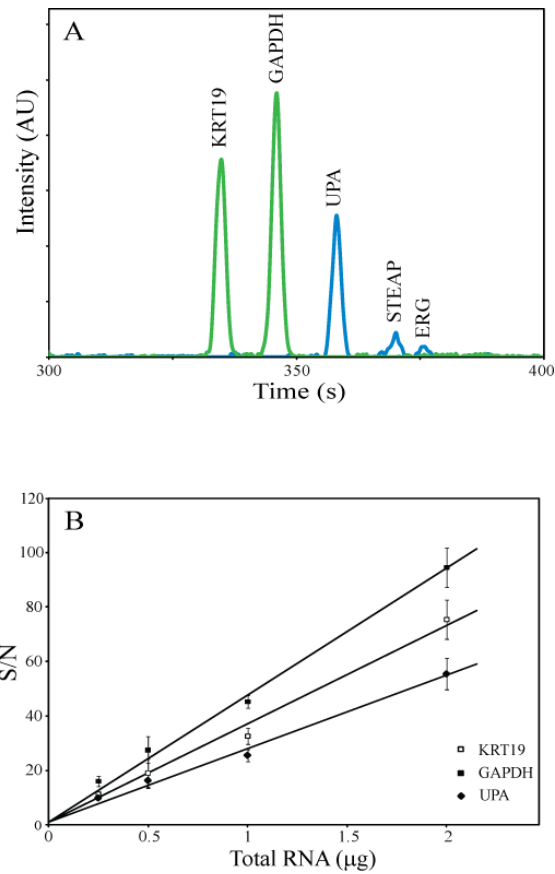 A
Intensity (AU)
KRT19
GAPDH
UPA
STEAP
ERG
300
350
400
Time (s)
B
S/N
120
100
80
60
40
20
0
0
0.5
1
1.5
2
KRT19
GAPDH
UPA
Total RNA (μg)